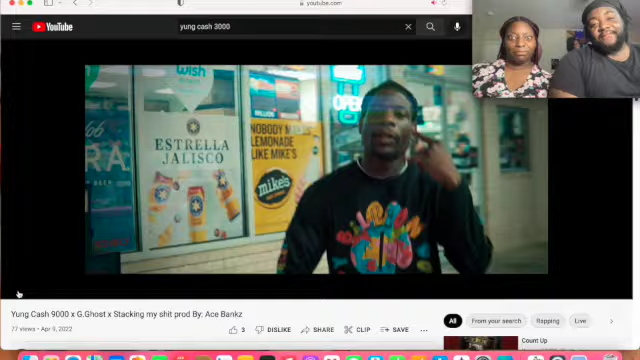 youtube.com
YouTube
yung cash 3000
wish
OPEN
ESTRELLA
JALISCO
NOBODY
LEMONADE
LIKE MIKE'S
mike's
Yung Cash 9000 x G.Ghost x Stacking my shit prod By: Ace Bankz
77 views • Apr 9, 2022
3
DISLIKE
SHARE
CLIP
SAVE
All
From your search
Rapping
Live
Count Up